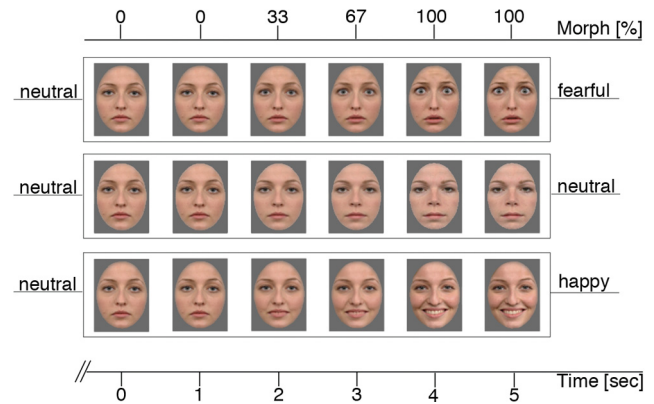 0 0 33 67 100 100
Morph [%]
neutral fearful
neutral neutral
neutral happy
Time [sec]
0 1 2 3 4 5